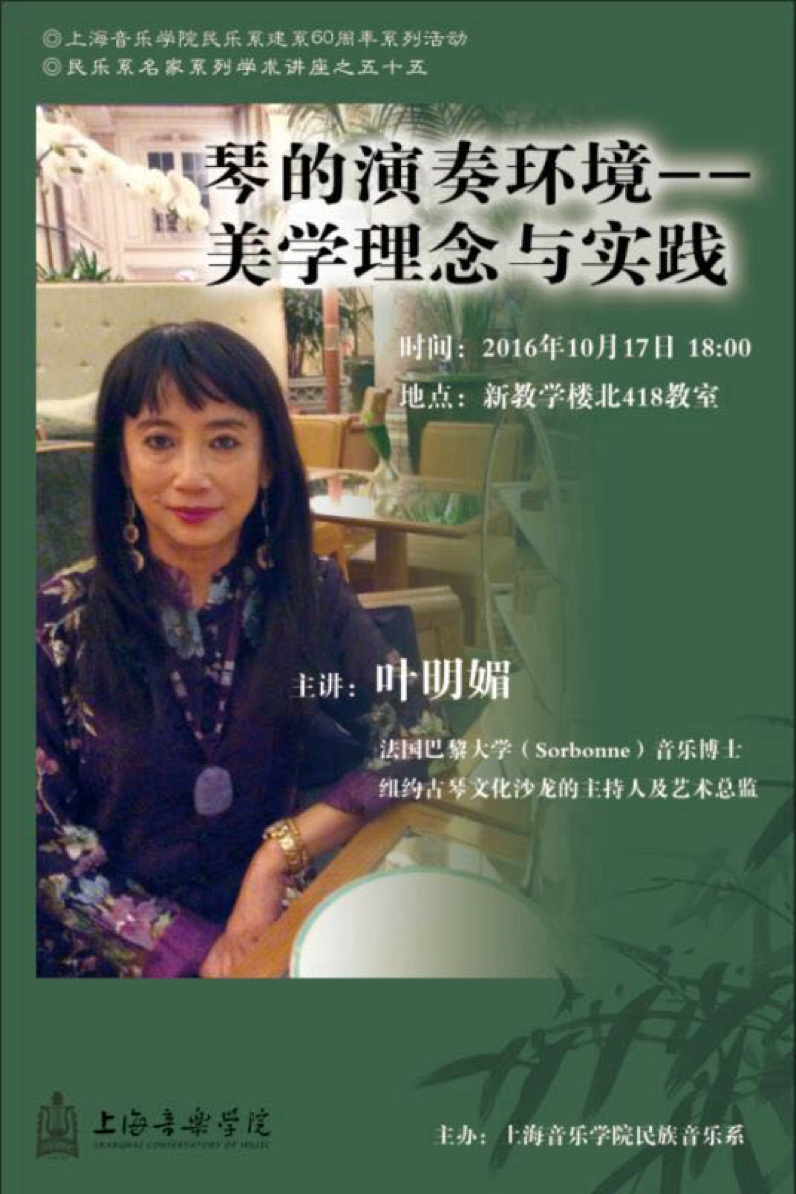 ◎上海音乐学院民乐系建系60周年系列活动
◎民乐系名家系列学术讲座之五十五
琴的演奏环境--
美学理念与实践
时间：2016年10月17日 18:00
地点：新教学楼北418教室
主讲：叶明媚
法国巴黎大学（Sorbonne）音乐博士
纽约古琴文化沙龙的主持人及艺术总监
上海音樂学院
SHANGHAI CONSERVATORY OF MUSIC
主办：上海音乐学院民族音乐系